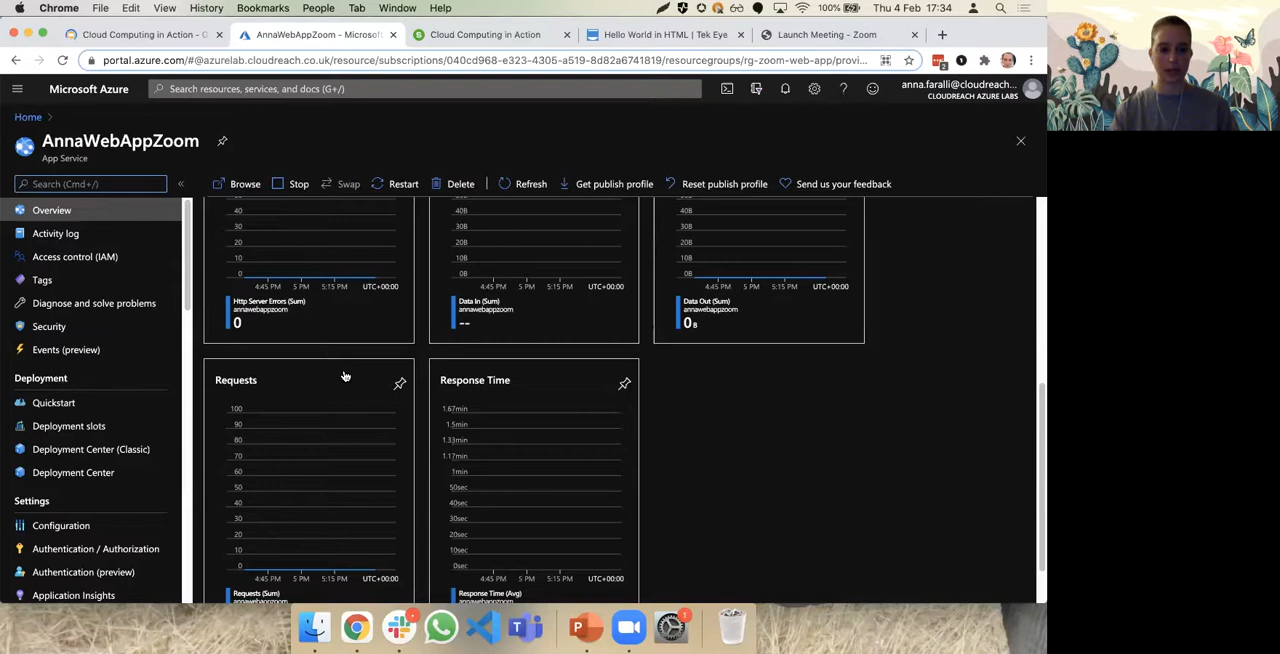 Chrome File Edit View History Bookmarks People Tab Window Help 100% Thu 4 Feb 17:34
Cloud Computing in Action - G AnnaWebAppZoom - Microsof Cloud Computing in Action Hello World in HTML | Tek Eye Launch Meeting - Zoom
portal.azure.com/#@azurelab.cloudreach.co.uk/resource/subscriptions/040cd968-e323-4305-a519-8d82a6741819/resourcegroups/rg-zoom-web-app/provi...
Microsoft Azure
Search resources, services, and docs (G+/)
anna.faralli@cloudreach...
CLOUDREACH AZURE LABS
Home
AnnaWebAppZoom
App Service
Search (Cmd+/)
Browse Stop Swap Restart Delete Refresh Get publish profile Reset publish profile Send us your feedback
Overview
Activity log
Access control (IAM)
Tags
Diagnose and solve problems
Security
Events (preview)
Deployment
Quickstart
Deployment slots
Deployment Center (Classic)
Deployment Center
Settings
Configuration
Authentication / Authorization
Authentication (preview)
Application Insights
40
30
20
10
0
4:45 PM 5 PM 5:15 PM UTC+00:00
Http Server Errors (Sum)
annawebappzoom
0
40B
30B
20B
10B
0B
4:45 PM 5 PM 5:15 PM UTC+00:00
Data In (Sum)
annawebappzoom
--
40B
30B
20B
10B
0B
4:45 PM 5 PM 5:15 PM UTC+00:00
Data Out (Sum)
annawebappzoom
0 B
Requests
100
90
80
70
60
50
40
30
20
10
0
4:45 PM 5 PM 5:15 PM UTC+00:00
Requests (Sum)
annawebappzoom
Response Time
1.67min
1.5min
1.33min
1.17min
1min
50sec
40sec
30sec
20sec
10sec
0sec
4:45 PM 5 PM 5:15 PM UTC+00:00
Response Time (Avg)
annawebappzoom